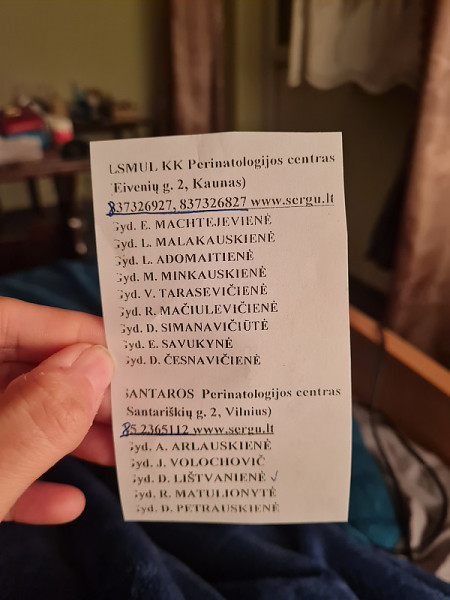 LSMUL KK Perinatologijos centras
Eivenių g. 2, Kaunas)
837326927, 837326827 www.sergu.lt
Gyd. E. MACHTEJEVIENĖ
Gyd. L. MALAKAUSKIENĖ
Gyd. L. ADOMAITIENĖ
Gyd. M. MINKAUSKIENĖ
Gyd. V. TARASEVIČIENĖ
Gyd. R. MAČIULEVIČIENĖ
Gyd. D. SIMANAVIČIŪTĖ
Gyd. E. SAVUKYNĖ
Gyd. D. ČESNAVIČIENĖ
SANTAROS Perinatologijos centras
Santariškių g. 2, Vilnius)
85 2365112 www.sergu.lt
Gyd. A. ARLAUSKIENĖ
Gyd. J. VOLOCHOVIČ
Gyd. D. LIŠTVANIENĖ ✓
Gyd. R. MATULIONYTĖ
Gyd. D. PETRAUSKIENĖ